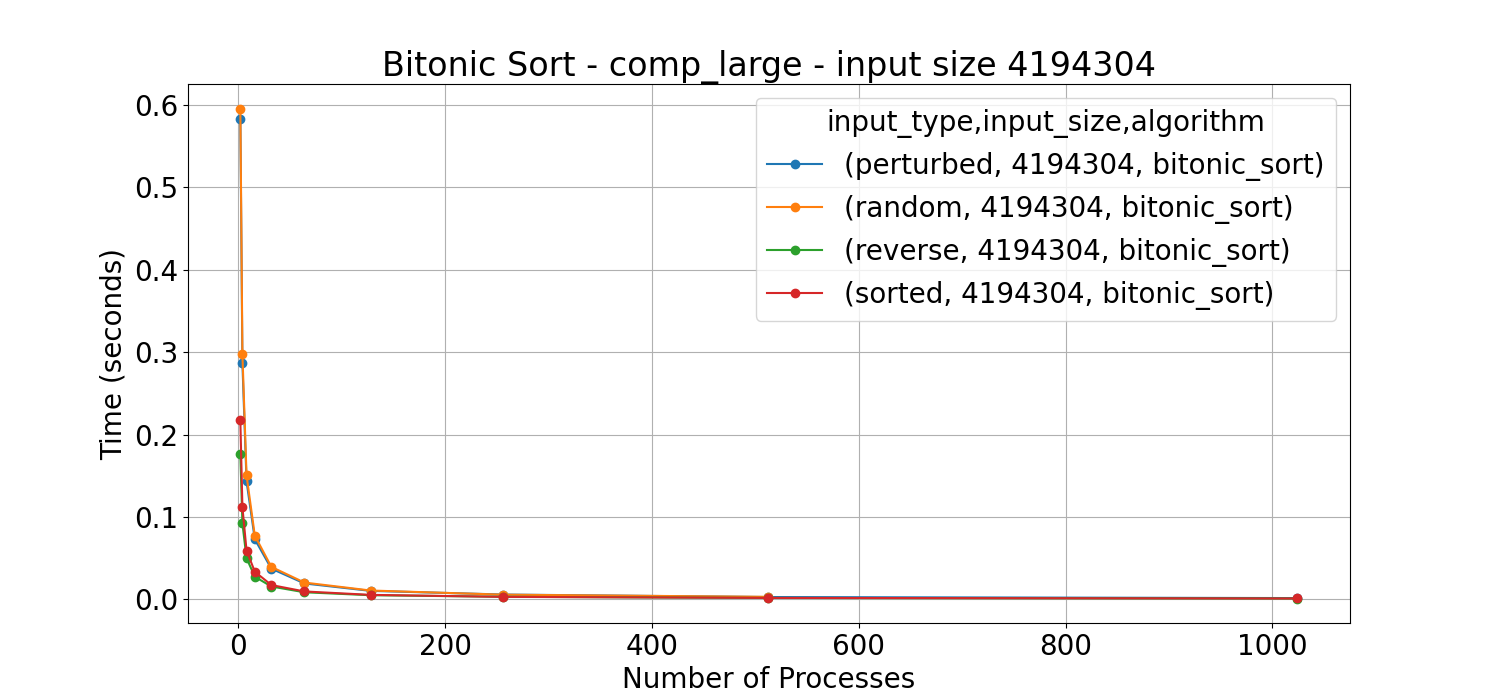 Bitonic Sort - comp_large - input size 4194304
input_type,input_size,algorithm
(perturbed, 4194304, bitonic_sort)
(random, 4194304, bitonic_sort)
(reverse, 4194304, bitonic_sort)
(sorted, 4194304, bitonic_sort)
Time (seconds)
0.6
0.5
0.4
0.3
0.2
0.1
0.0
0 200 400 600 800 1000
Number of Processes